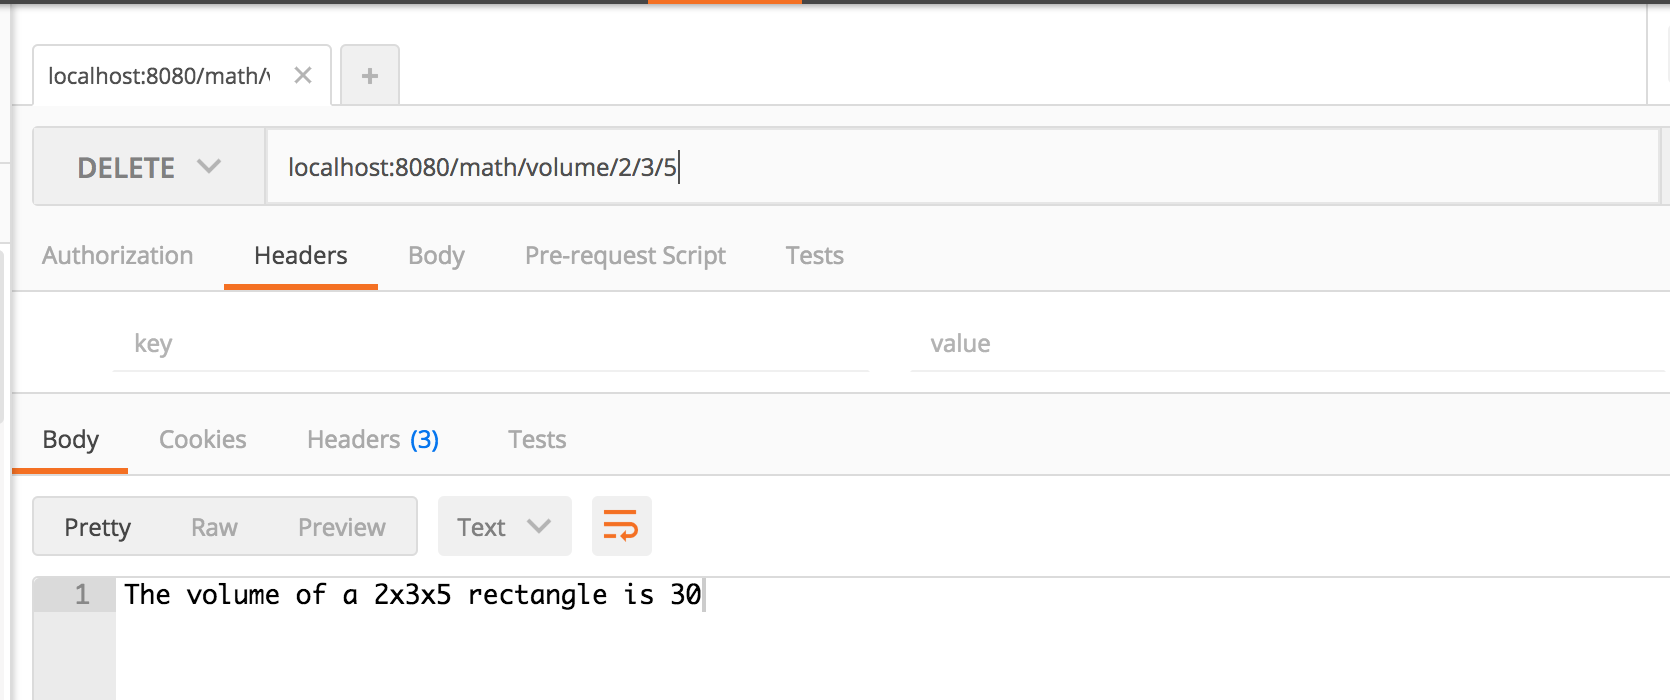 localhost:8080/math/
+
DELETE localhost:8080/math/volume/2/3/5
Authorization Headers Body Pre-request Script Tests
key value
Body Cookies Headers (3) Tests
Pretty Raw Preview Text
1 The volume of a 2x3x5 rectangle is 30